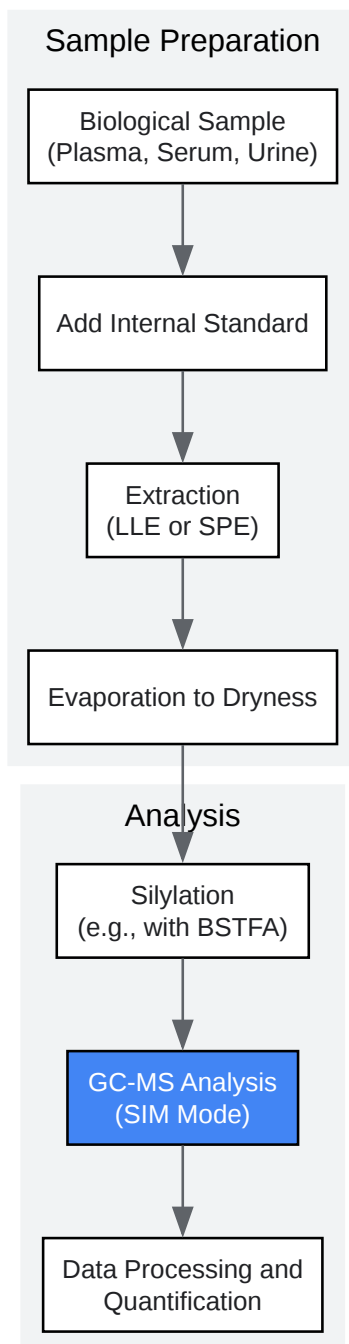 Sample Preparation
Biological Sample
(Plasma, Serum, Urine)
Add Internal Standard
Extraction
(LLE or SPE)
Evaporation to Dryness
Analysis
Silylation
(e.g., with BSTFA)
GC-MS Analysis
(SIM Mode)
Data Processing and
Quantification